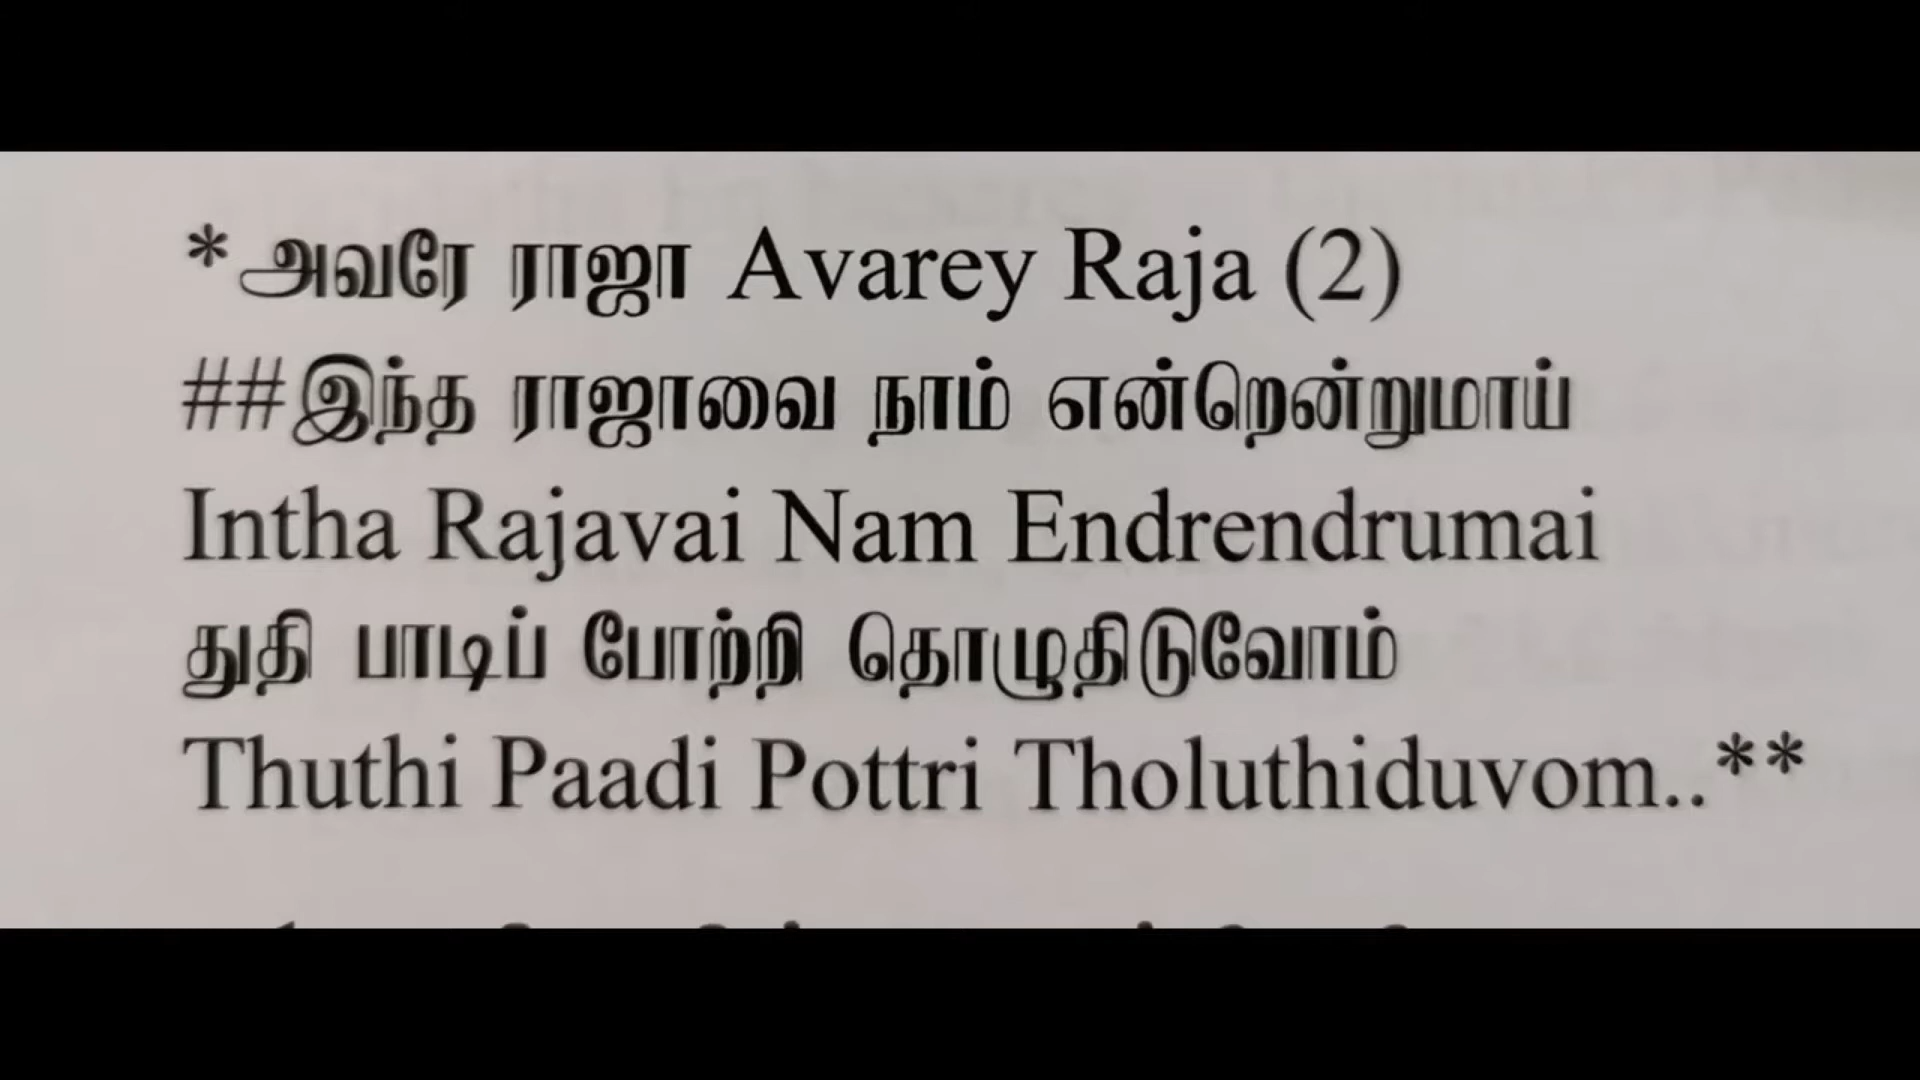 *அவரே ராஜா Avarey Raja (2)
##இந்த ராஜாவை நாம் என்றென்றுமாய்
Intha Rajavai Nam Endrendrumai
துதி பாடிப் போற்றி தொழுதிடுவோம்
Thuthi Paadi Pottri Tholuthiduvom..**